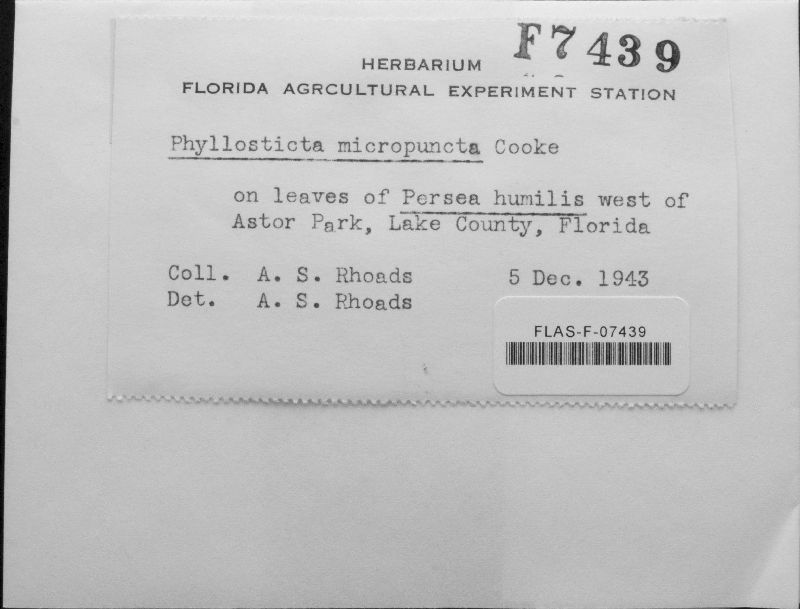 F7439
HERBARIUM
FLORIDA AGRCULTURAL EXPERIMENT STATION
Phyllosticta micropuncta Cooke
on leaves of Persea humilis west of
Astor Park, Lake County, Florida
Coll. A. S. Rhoads 5 Dec. 1943
Det. A. S. Rhoads
FLAS-F-07439